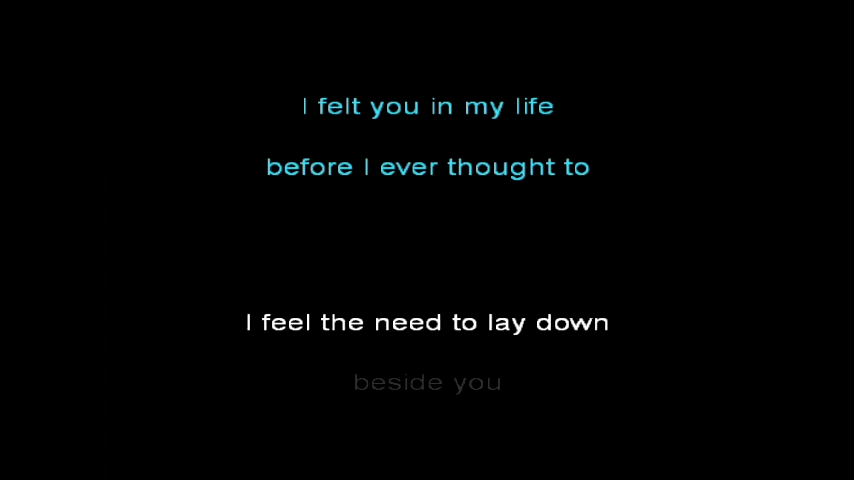 I felt you in my life
before I ever thought to
I feel the need to lay down
beside you